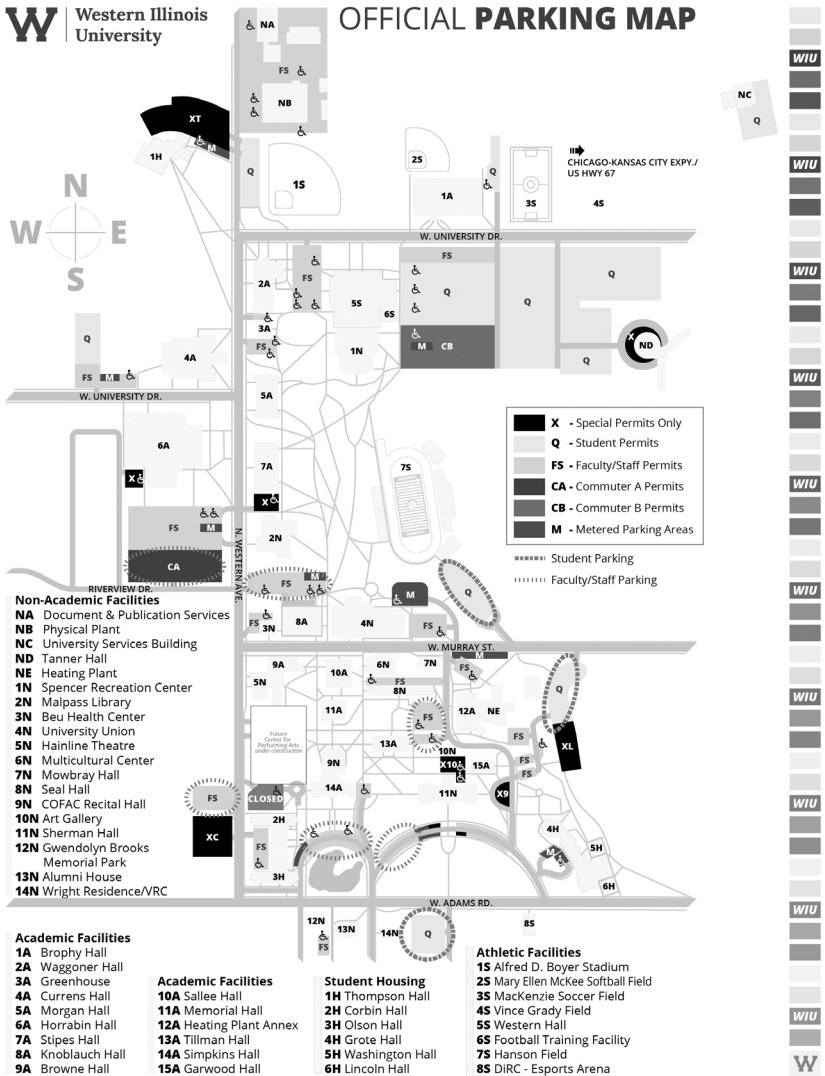 Western Illinois
University
OFFICIAL PARKING MAP
WIU
NA
FS
NB
NC
Q
XT
M
1H
Q
1S
2S
Q
CHICAGO-KANSAS CITY EXPY./
US HWY 67
1A
3S
4S
N
W E
S
W. UNIVERSITY DR.
WIU
FS
2A
FS
Q
Q
Q
5S
6S
WIU
3A
Q
FS
X
ND
M CB
1N
4A
Q
FS M
WIU
W. UNIVERSITY DR.
5A
X - Special Permits Only
Q - Student Permits
FS - Faculty/Staff Permits
CA - Commuter A Permits
CB - Commuter B Permits
M - Metered Parking Areas
Student Parking
Faculty/Staff Parking
6A
7A
7S
X
WIU
X
FS M
N. WESTERN AVE.
2N
CA
M
FS
Q
RIVERVIEW DR.
WIU
M
FS
3N
8A
4N
FS
W. MURRAY ST.
Non-Academic Facilities
NA Document & Publication Services
NB Physical Plant
NC University Services Building
ND Tanner Hall
NE Heating Plant
1N Spencer Recreation Center
2N Malpass Library
3N Beu Health Center
4N University Union
5N Hainline Theatre
6N Multicultural Center
7N Mowbray Hall
8N Seal Hall
9N COFAC Recital Hall
10N Art Gallery
11N Sherman Hall
12N Gwendolyn Brooks
Memorial Park
13N Alumni House
14N Wright Residence/VRC
M
9A
6N
7N
FS
5N
10A
FS
8N
Q
WIU
11A
FS
12A
NE
Future
Center for
Performing Arts
under construction
13A
FS
XL
10N
9N
X10
15A
FS
FS
14A
11N
X9
FS
CLOSED
WIU
2H
XC
FS
4H
5H
M
3H
6H
W. ADAMS RD.
WIU
12N
13N
14N
Q
8S
FS
Academic Facilities
1A Brophy Hall
2A Waggoner Hall
3A Greenhouse
4A Currens Hall
5A Morgan Hall
6A Horrabin Hall
7A Stipes Hall
8A Knoblauch Hall
9A Browne Hall
Academic Facilities
10A Sallee Hall
11A Memorial Hall
12A Heating Plant Annex
13A Tillman Hall
14A Simpkins Hall
15A Garwood Hall
Student Housing
1H Thompson Hall
2H Corbin Hall
3H Olson Hall
4H Grote Hall
5H Washington Hall
6H Lincoln Hall
Athletic Facilities
1S Alfred D. Boyer Stadium
2S Mary Ellen McKee Softball Field
3S MacKenzie Soccer Field
4S Vince Grady Field
5S Western Hall
6S Football Training Facility
7S Hanson Field
8S DiRC - Esports Arena
WIU